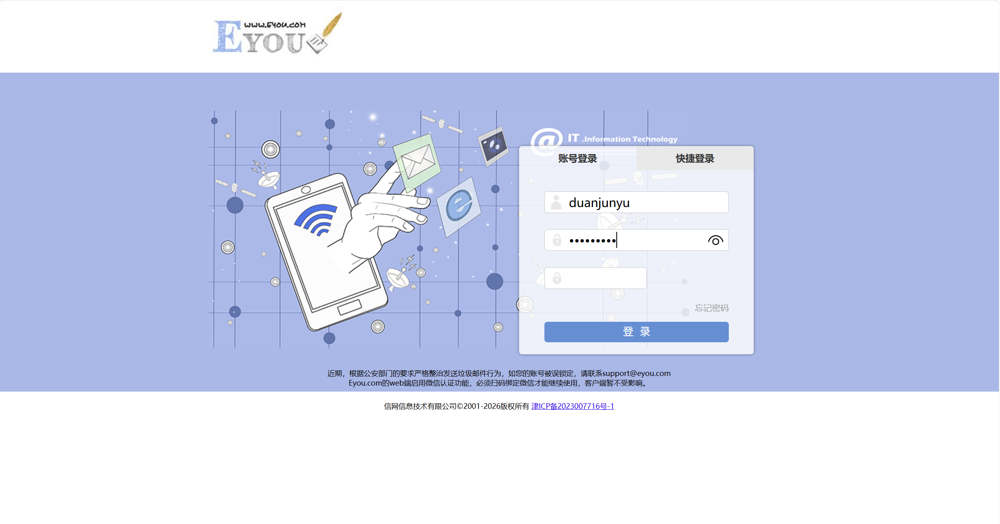 www.EYOU.COM
EYOU
@ IT .Information Technology
账号登录
快捷登录
duanjunyu
•••••••••
忘记密码
登 录
近期，根据公安部门的要求严格整治发送垃圾邮件行为，如您的账号被误锁定，请联系support@eyou.com
Eyou.com的web端启用微信认证功能，必须扫码绑定微信才能继续使用，客户端暂不受影响。
信网信息技术有限公司©2001-2026版权所有 津ICP备2023007716号-1